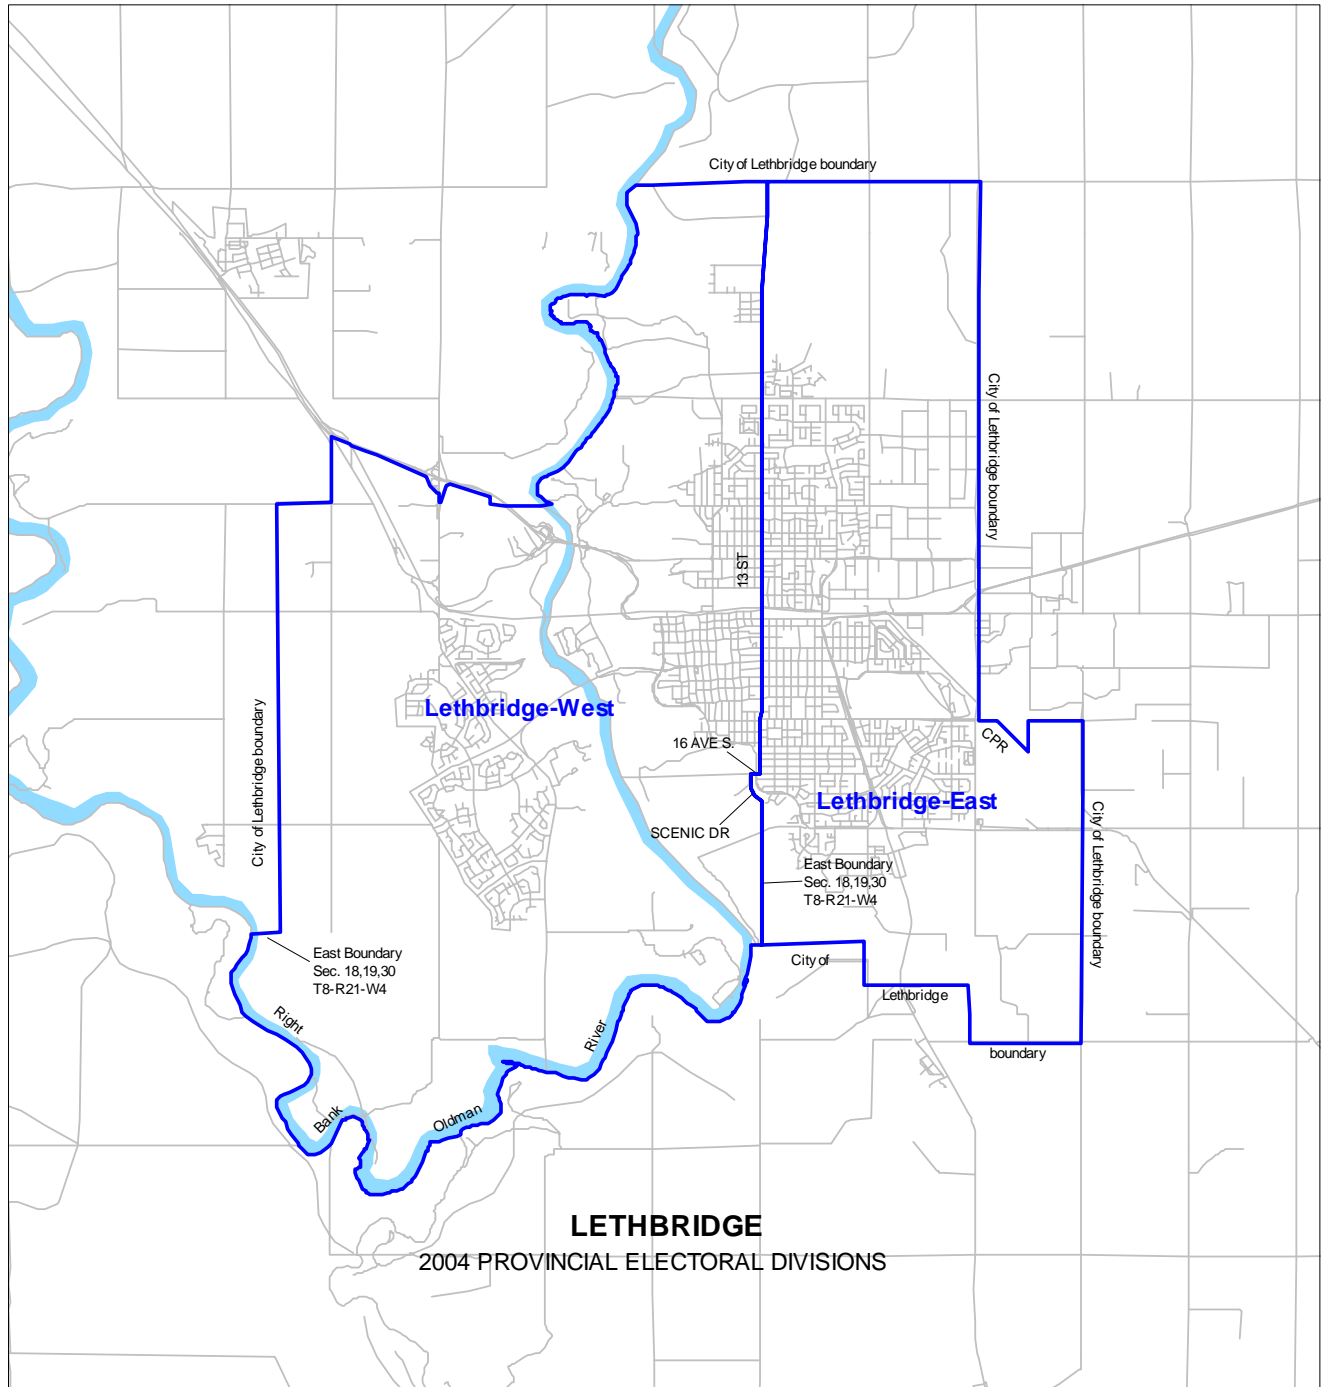 City of Lethbridge boundary
City of Lethbridge boundary
13 ST
Lethbridge-West
City of Lethbridge boundary
16 AVE S.
CPR
Lethbridge-East
SCENIC DR
City of Lethbridge boundary
East Boundary
Sec. 18,19,30
T8-R21-W4
East Boundary
Sec. 18,19,30
T8-R21-W4
City of
Lethbridge
boundary
Right
Bank
Oldman
River
LETHBRIDGE
2004 PROVINCIAL ELECTORAL DIVISIONS